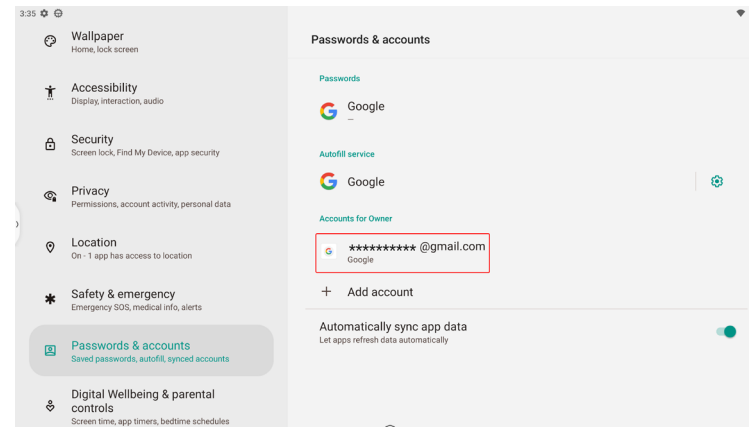 3:35
Wallpaper
Home, lock screen
Accessibility
Display, interaction, audio
Security
Screen lock, Find My Device, app security
Privacy
Permissions, account activity, personal data
Location
On - 1 app has access to location
Safety & emergency
Emergency SOS, medical info, alerts
Passwords & accounts
Saved passwords, autofill, synced accounts
Digital Wellbeing & parental
controls
Screen time, app timers, bedtime schedules
Passwords & accounts
Passwords
G Google
–
Autofill service
G Google
Accounts for Owner
G ********** @gmail.com
Google
+ Add account
Automatically sync app data
Let apps refresh data automatically